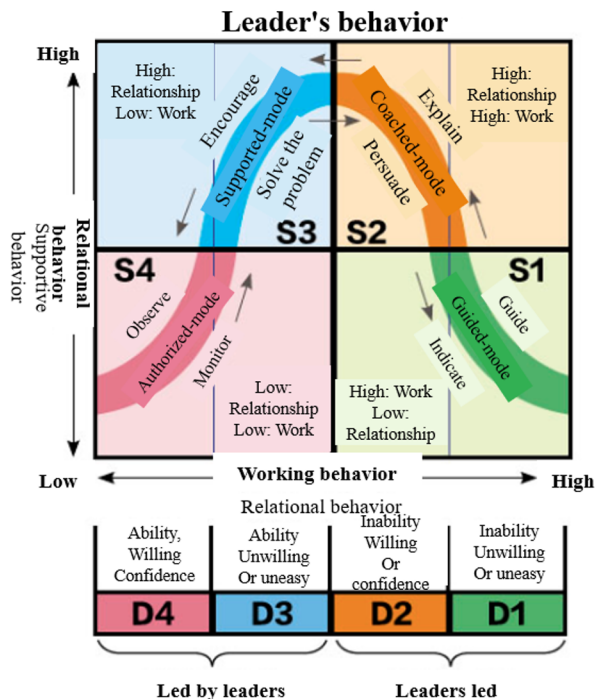 Leader's behavior
High
High:
Relationship
Low: Work
Encourage
Supported-mode
Solve the
problem
S3
High:
Relationship
High: Work
Explain
Coached-mode
Persuade
S2
Relational
behavior
Supportive
behavior
S4
Observe
Authorized-mode
Monitor
Low:
Relationship
Low: Work
S1
Guide
Guided-mode
Indicate
High: Work
Low:
Relationship
Low
Working behavior
High
Relational behavior
Ability,
Willing
Confidence
Ability
Unwilling
Or uneasy
Inability
Willing
Or
confidence
Inability
Unwilling
Or uneasy
D4
D3
D2
D1
Led by leaders
Leaders led